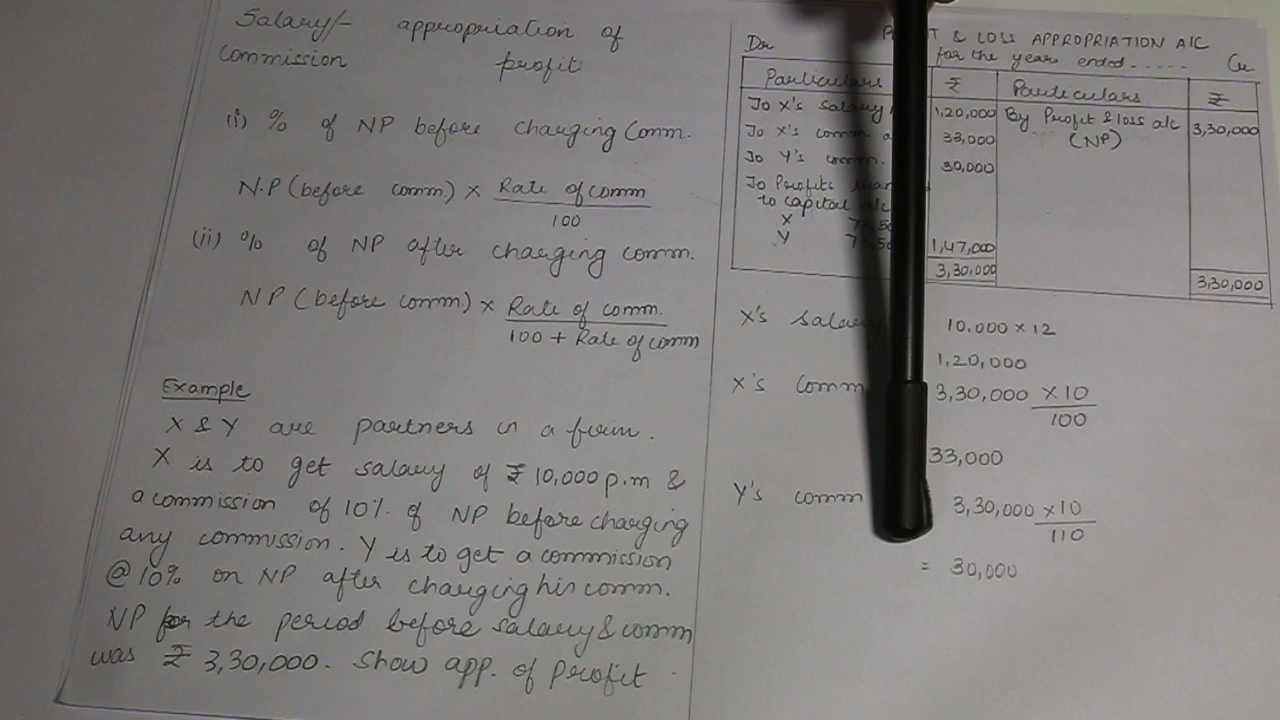 Salary/- appropriation of
commission profit
(i) % of NP before charging Comm.
N.P (before comm.) × Rate of comm
100
(ii) % of NP after charging comm.
NP (before comm.) × Rate of comm.
100 + Rate of comm
Example
X & Y are partners in a firm.
X is to get salary of ₹ 10,000 p.m &
a commission of 10% of NP before charging
any commission. Y is to get a commission
@ 10% on NP after charging his comm.
NP for the period before salary & comm
was ₹ 3,30,000. Show app. of Profit
& LOSS APPROPRIATION A/C
Dr for the year ended ..... Cr.
Particulars ₹ Particulars ₹
To X's Salary 1,20,000 By Profit & loss a/c 3,30,000
To X's comm 33,000 (NP)
To Y's comm. 30,000
To Profits
to capital
X
Y 1,47,000
3,30,000 3,30,000
X's 10,000 × 12
1,20,000
X's Comm 3,30,000 × 10
100
33,000
Y's comm 3,30,000 × 10
110
= 30,000